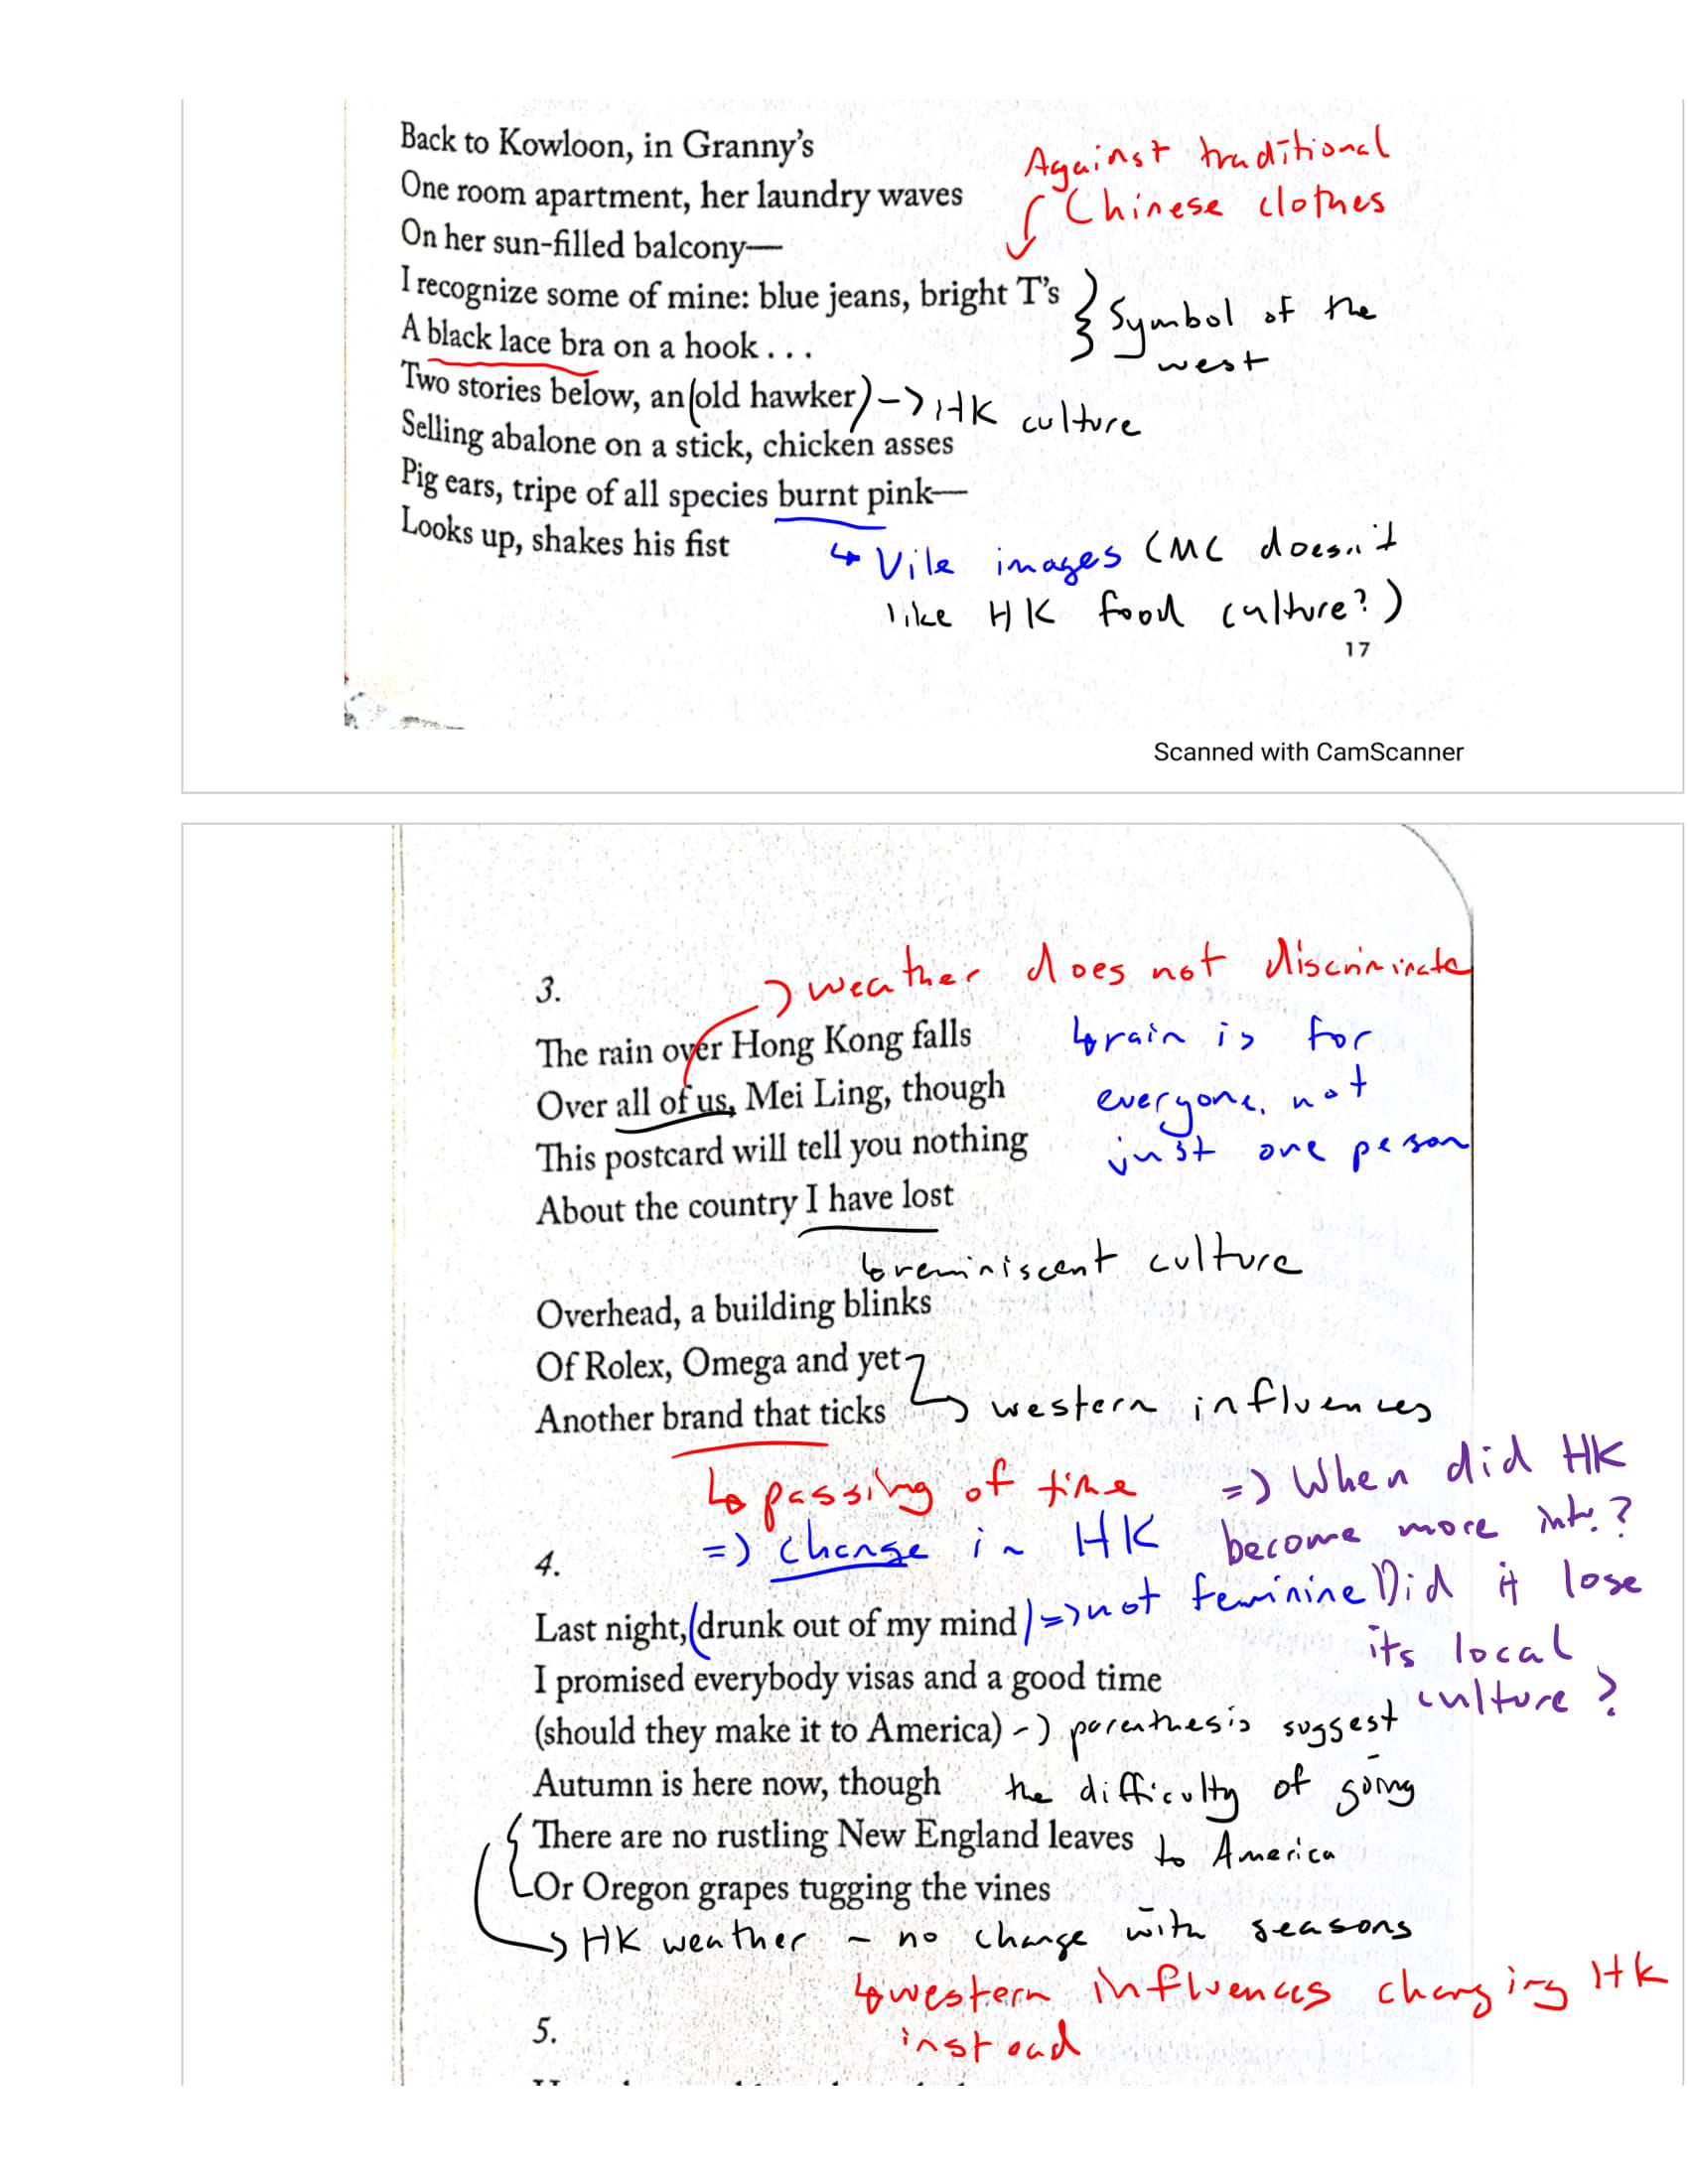 Back to Kowloon, in Granny's
One room apartment, her laundry waves
On her sun-filled balcony—
I recognize some of mine: blue jeans, bright T's
A black lace bra on a hook . . .
Two stories below, an (old hawker) -> HK culture
Selling abalone on a stick, chicken asses
Pig ears, tripe of all species burnt pink—
Looks up, shakes his fist
Against traditional
Chinese clothes
} Symbol of the
west
↳ Vile images (MC doesn't
like HK food culture?)
17
Scanned with CamScanner
3.
-> weather does not discriminate
The rain over Hong Kong falls
Over all of us, Mei Ling, though
This postcard will tell you nothing
About the country I have lost
↳ rain is for
everyone, not
just one person
↳ reminiscent culture
Overhead, a building blinks
Of Rolex, Omega and yet
Another brand that ticks
-> western influences
↳ passing of time
=> change in HK
=> When did HK
become more int.?
Did it lose
its local
culture?
4.
Last night, (drunk out of my mind) => not feminine
I promised everybody visas and a good time
(should they make it to America) -> parenthesis suggest
Autumn is here now, though
the difficulty of going
There are no rustling New England leaves
to America
Or Oregon grapes tugging the vines
-> HK weather - no change with seasons
↳ western influences changing HK
instead
5.